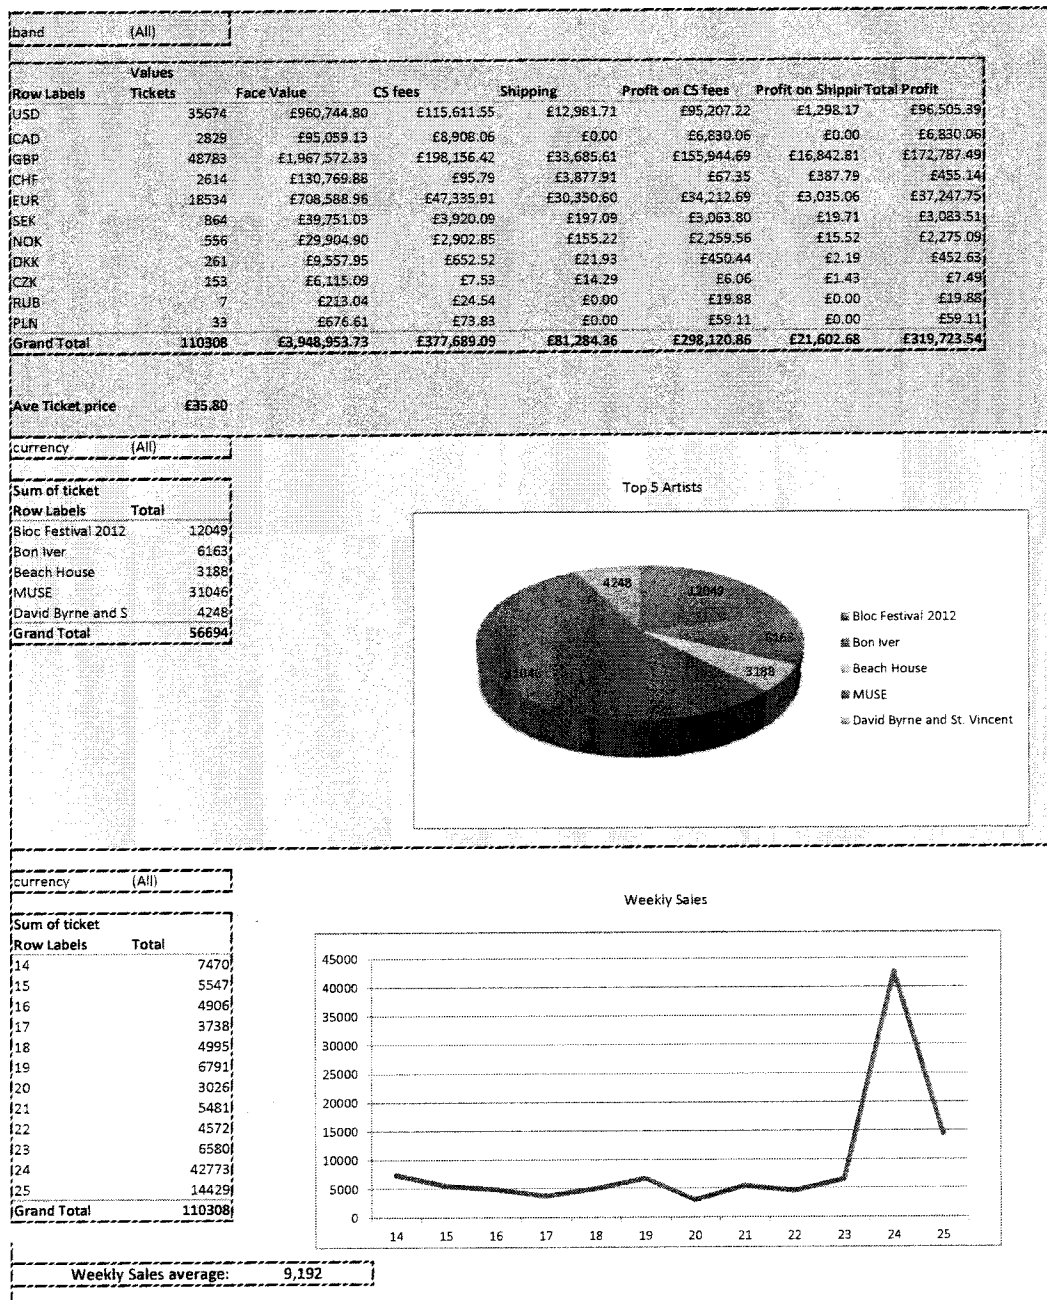 band (All)
Values
Row Labels Tickets Face Value CS fees Shipping Profit on CS fees Profit on Shippin Total Profit
USD 35674 £960,744.80 £115,611.55 £12,981.71 £95,207.22 £1,298.17 £96,505.39
CAD 2829 £95,059.13 £8,908.06 £0.00 £6,830.06 £0.00 £6,830.06
GBP 48783 £1,967,572.33 £198,156.42 £33,685.61 £155,944.69 £16,842.81 £172,787.49
CHF 2614 £130,769.88 £95.79 £3,877.91 £67.35 £387.79 £455.14
EUR 18534 £708,588.96 £47,335.91 £30,350.60 £34,212.69 £3,035.06 £37,247.75
SEK 864 £39,751.03 £3,920.09 £197.09 £3,063.80 £19.71 £3,083.51
NOK 556 £29,904.90 £2,902.85 £155.22 £2,259.56 £15.52 £2,275.09
DKK 261 £9,557.95 £652.52 £21.93 £450.44 £2.19 £452.63
CZK 153 £6,115.09 £7.53 £14.29 £6.06 £1.43 £7.49
RUB 7 £213.04 £24.54 £0.00 £19.88 £0.00 £19.88
PLN 33 £676.61 £73.83 £0.00 £59.11 £0.00 £59.11
Grand Total 110308 £3,948,953.73 £377,689.09 £81,284.36 £298,120.86 £21,602.68 £319,723.54
Ave Ticket price £35.80
currency (All)
Sum of ticket
Row Labels Total
Bloc Festival 2012 12049
Bon Iver 6163
Beach House 3188
MUSE 31046
David Byrne and S 4248
Grand Total 56694
Top 5 Artists
4248
12049
6163
3188
31046
Bloc Festival 2012
Bon Iver
Beach House
MUSE
David Byrne and St. Vincent
currency (All)
Sum of ticket
Row Labels Total
14 7470
15 5547
16 4906
17 3738
18 4995
19 6791
20 3026
21 5481
22 4572
23 6580
24 42773
25 14429
Grand Total 110308
Weekly Sales average: 9,192
Weekly Sales
45000
40000
35000
30000
25000
20000
15000
10000
5000
0
14 15 16 17 18 19 20 21 22 23 24 25